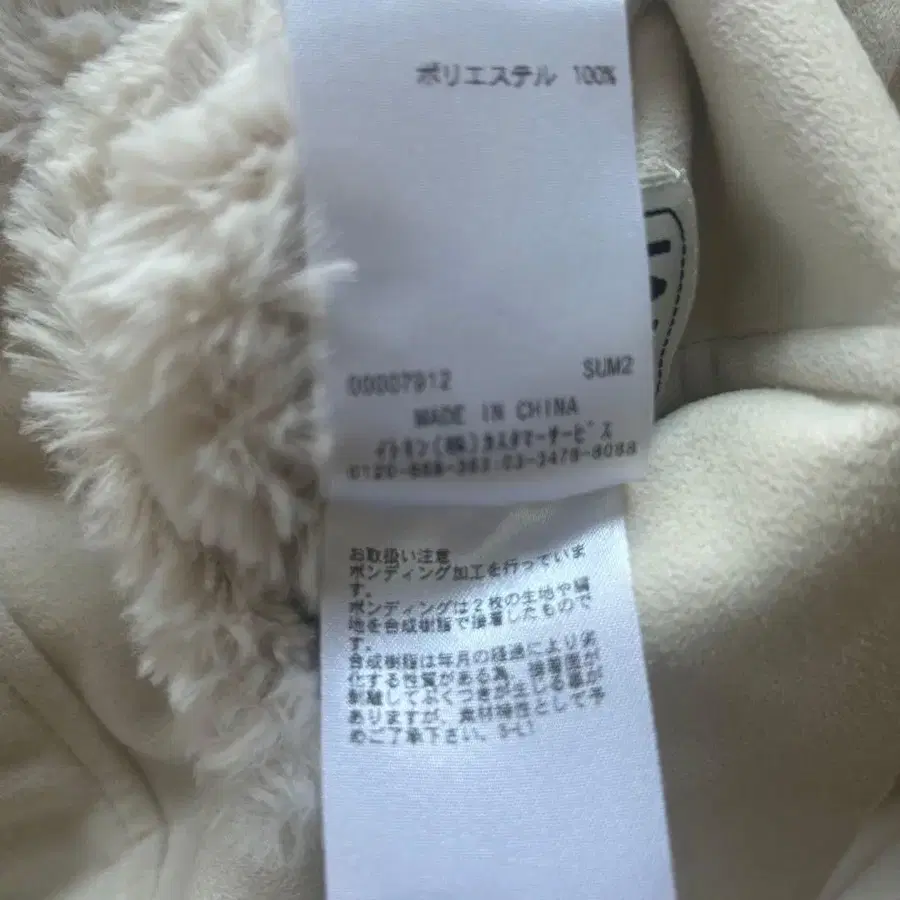 ポリエステル 100%
00007912 SUM2
MADE IN CHINA
イトキン(株)カスタマーサービス
03-3478-8088
お取扱い注意
ボンディング加工を行っていま
す。
ボンディングは2枚の生地や編
地を合成樹脂で接着したもので
す。
合成樹脂は年月の経過により劣
化する性質がある為、接着面が
剥離してぶくつきが生じる事が
ありますが、素材特性として予
めご了承下さい。